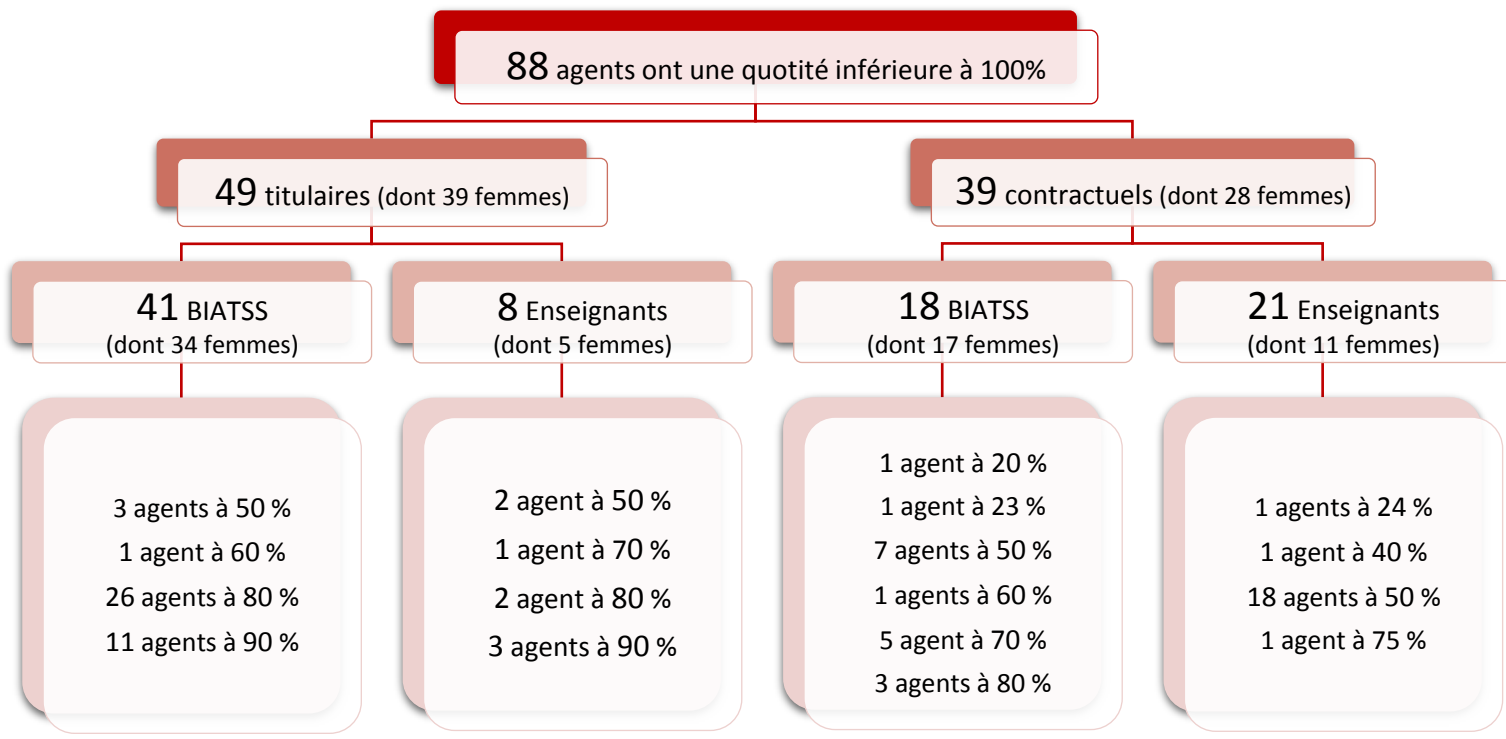 88 agents ont une quotité inférieure à 100%
49 titulaires (dont 39 femmes)
39 contractuels (dont 28 femmes)
41 BIATSS
(dont 34 femmes)
8 Enseignants
(dont 5 femmes)
18 BIATSS
(dont 17 femmes)
21 Enseignants
(dont 11 femmes)
3 agents à 50 %
1 agent à 60 %
26 agents à 80 %
11 agents à 90 %
2 agent à 50 %
1 agent à 70 %
2 agent à 80 %
3 agents à 90 %
1 agent à 20 %
1 agent à 23 %
7 agents à 50 %
1 agents à 60 %
5 agent à 70 %
3 agents à 80 %
1 agents à 24 %
1 agent à 40 %
18 agents à 50 %
1 agent à 75 %